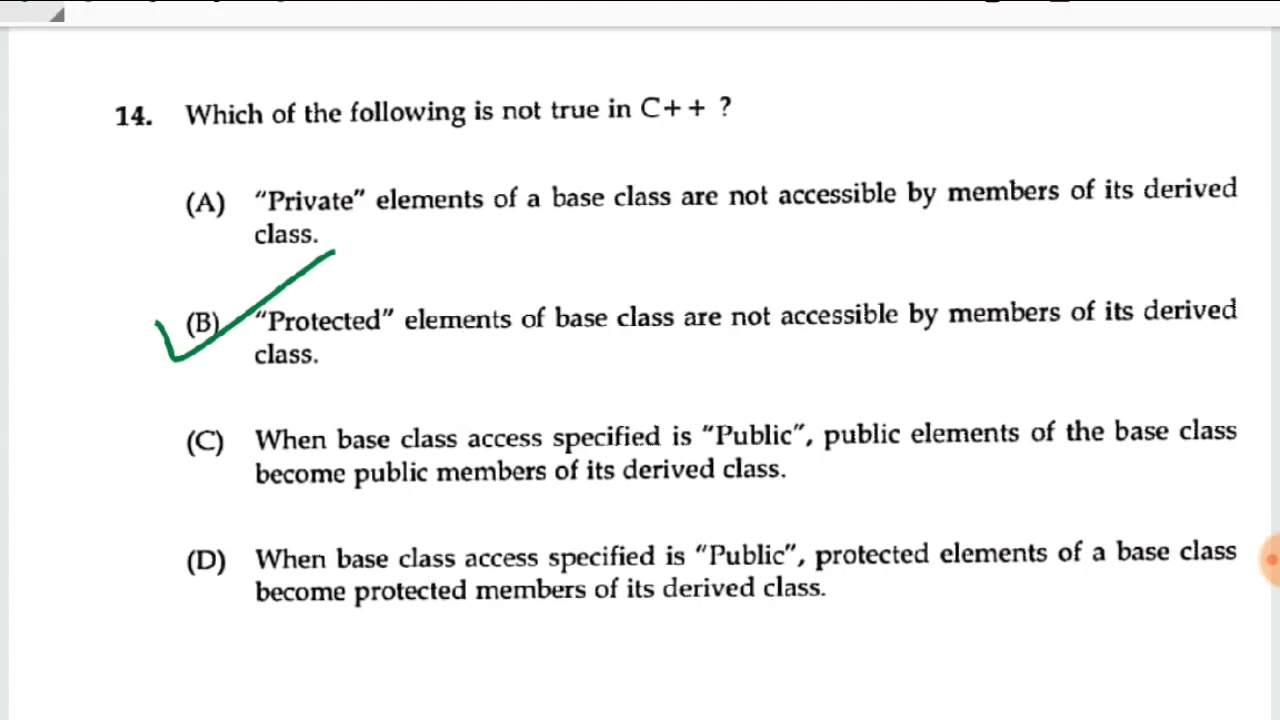 14. Which of the following is not true in C++ ?
(A) “Private” elements of a base class are not accessible by members of its derived
class.
(B) “Protected” elements of base class are not accessible by members of its derived
class.
(C) When base class access specified is “Public”, public elements of the base class
become public members of its derived class.
(D) When base class access specified is “Public”, protected elements of a base class
become protected members of its derived class.